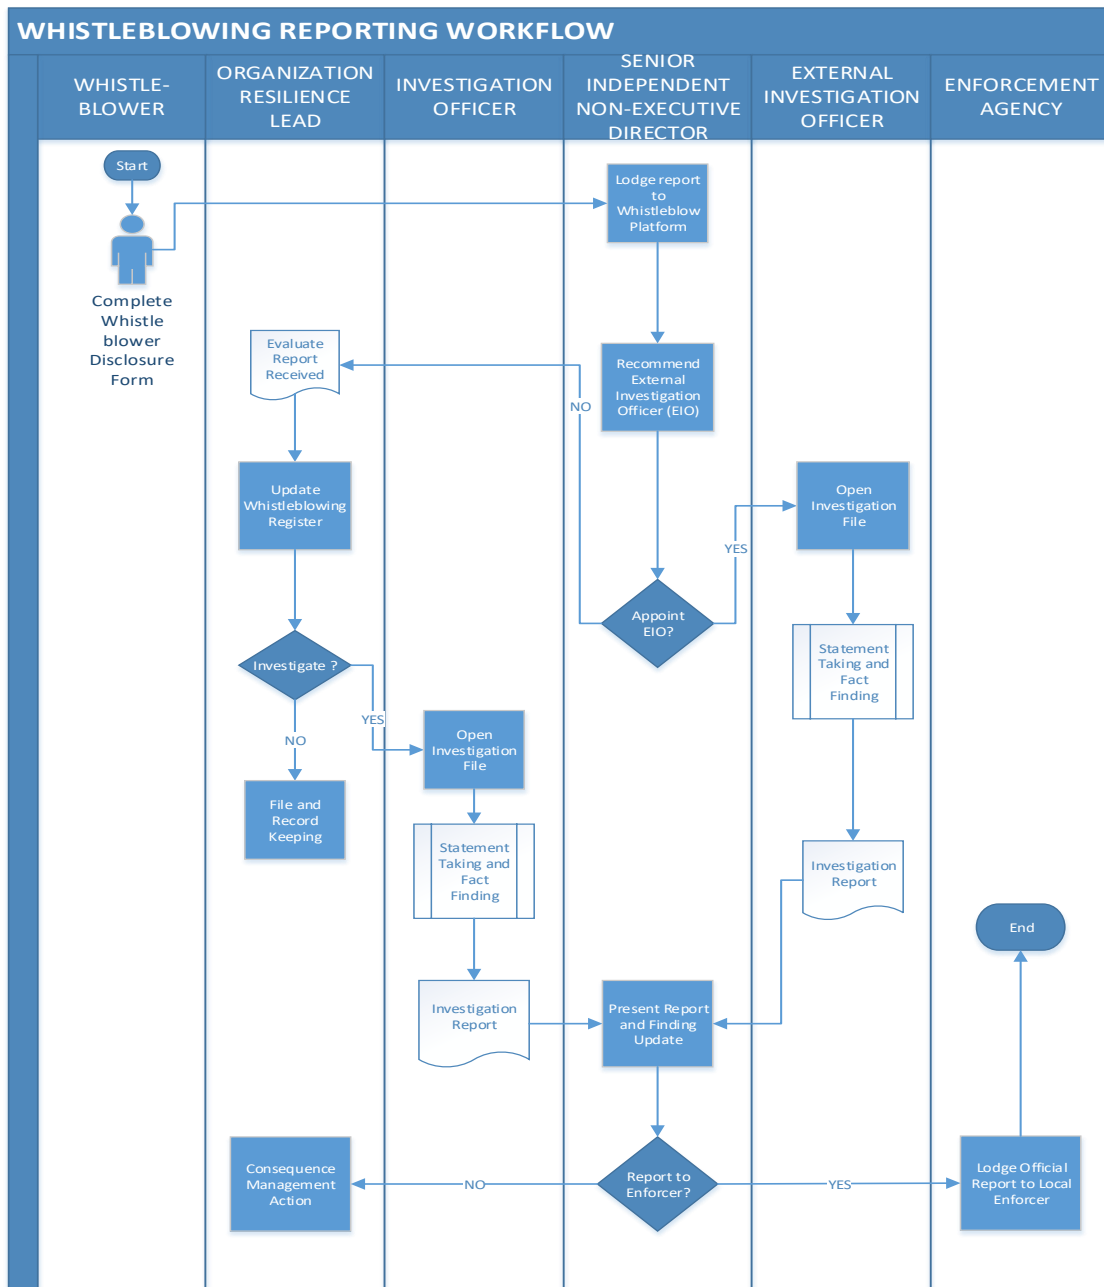 WHISTLEBLOWING REPORTING WORKFLOW
WHISTLE-
BLOWER
ORGANIZATION
RESILIENCE
LEAD
INVESTIGATION
OFFICER
SENIOR
INDEPENDENT
NON-EXECUTIVE
DIRECTOR
EXTERNAL
INVESTIGATION
OFFICER
ENFORCEMENT
AGENCY
Start
Complete
Whistle
blower
Disclosure
Form
Lodge report
to
Whistleblow
Platform
Recommend
External
Investigation
Officer (EIO)
NO
Evaluate
Report
Received
Update
Whistleblowing
Register
Appoint
EIO?
YES
Open
Investigation
File
Statement
Taking and
Fact
Finding
Investigation
Report
Investigate ?
NO
File and
Record
Keeping
YES
Open
Investigation
File
Statement
Taking and
Fact
Finding
Investigation
Report
Present Report
and Finding
Update
Report to
Enforcer?
NO
Consequence
Management
Action
YES
Lodge Official
Report to Local
Enforcer
End